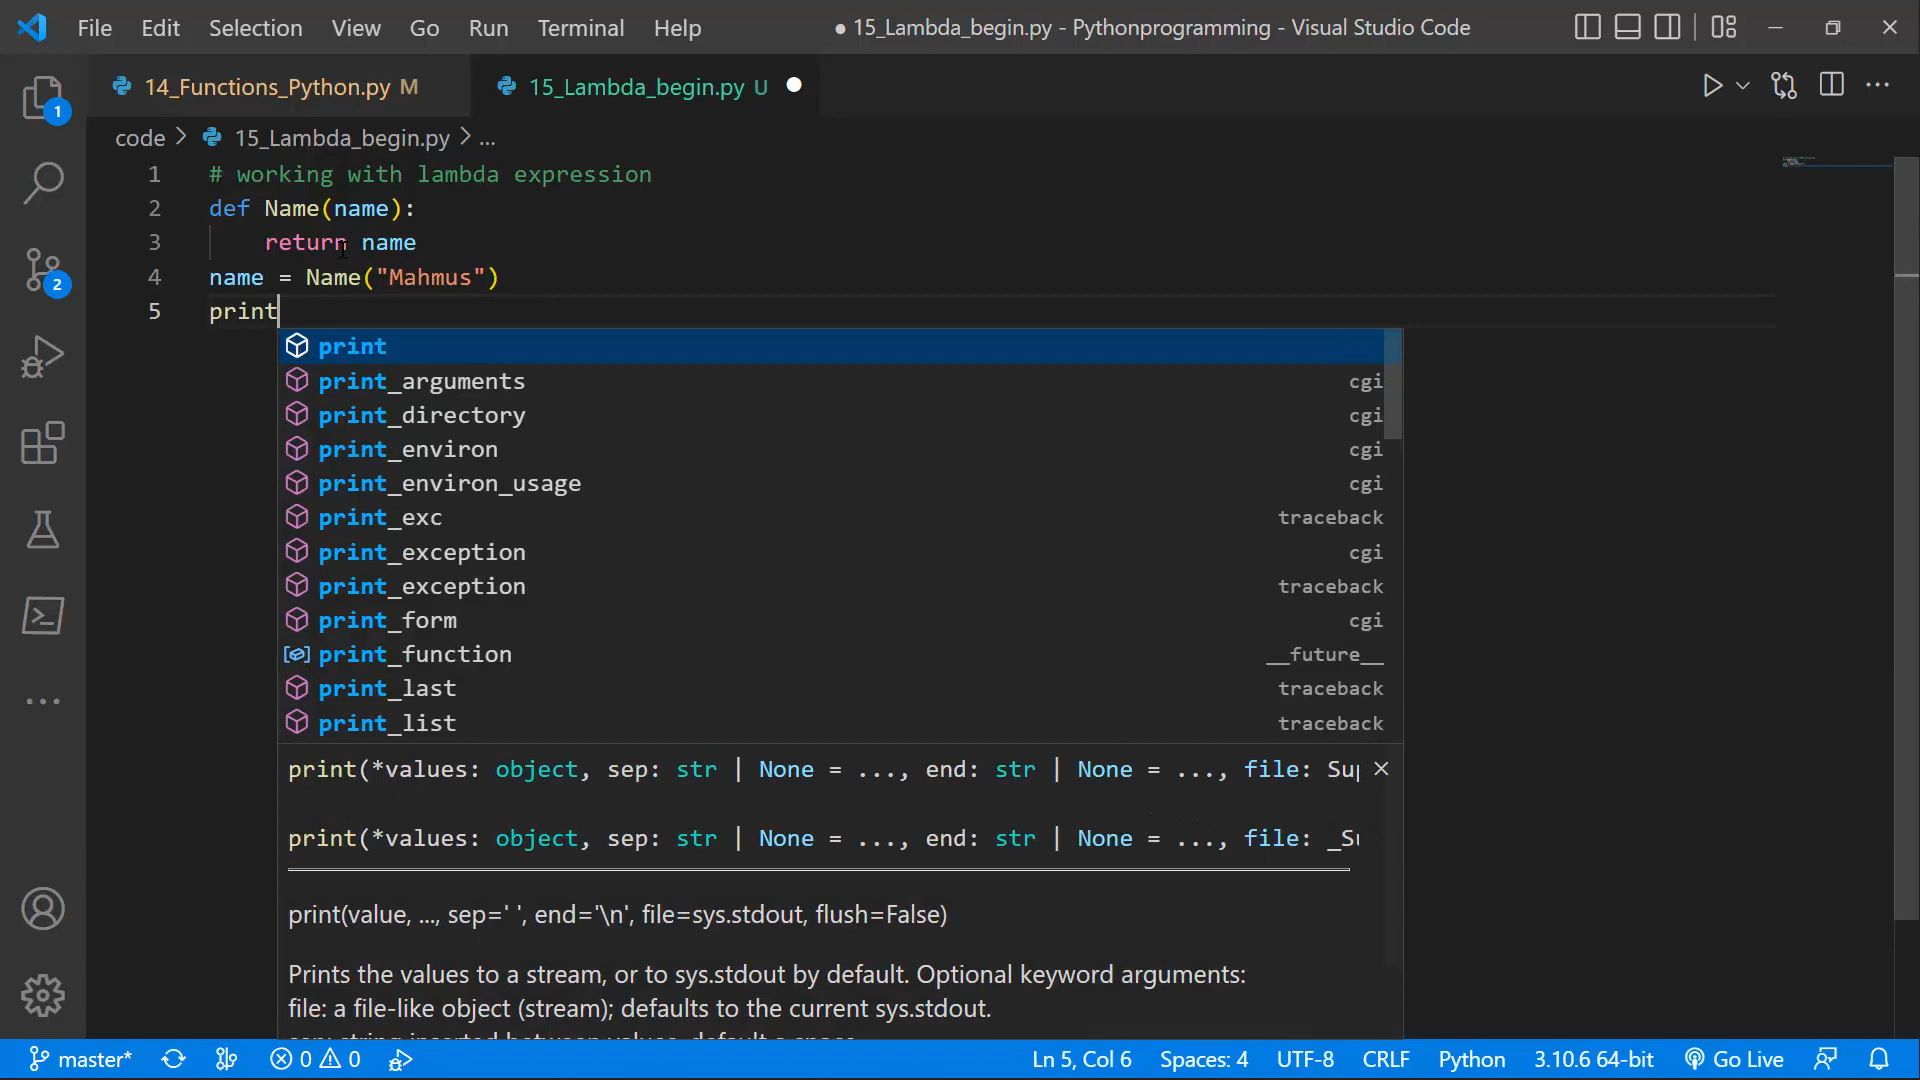 File Edit Selection View Go Run Terminal Help ● 15_Lambda_begin.py - Pythonprogramming - Visual Studio Code
14_Functions_Python.py M 15_Lambda_begin.py U
code > 15_Lambda_begin.py > ...
1 # working with lambda expression
2 def Name(name):
3 return name
4 name = Name("Mahmus")
5 print
1
2
print
print_arguments cgi
print_directory cgi
print_environ cgi
print_environ_usage cgi
print_exc traceback
print_exception cgi
print_exception traceback
print_form cgi
print_function __future__
print_last traceback
print_list traceback
print(*values: object, sep: str | None = ..., end: str | None = ..., file: Sup
print(*values: object, sep: str | None = ..., end: str | None = ..., file: _Su
print(value, ..., sep=' ', end='\n', file=sys.stdout, flush=False)
Prints the values to a stream, or to sys.stdout by default. Optional keyword arguments:
file: a file-like object (stream); defaults to the current sys.stdout.
master* 0 0 Ln 5, Col 6 Spaces: 4 UTF-8 CRLF Python 3.10.6 64-bit Go Live